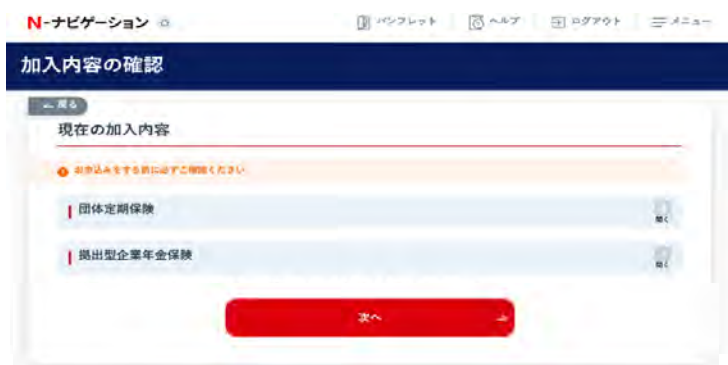 N-ナビゲーション
パンフレット ヘルプ ログアウト メニュー
加入内容の確認
戻る
現在の加入内容
お申込みをする前に必ずご確認ください
団体定期保険
開く
拠出型企業年金保険
開く
次へ